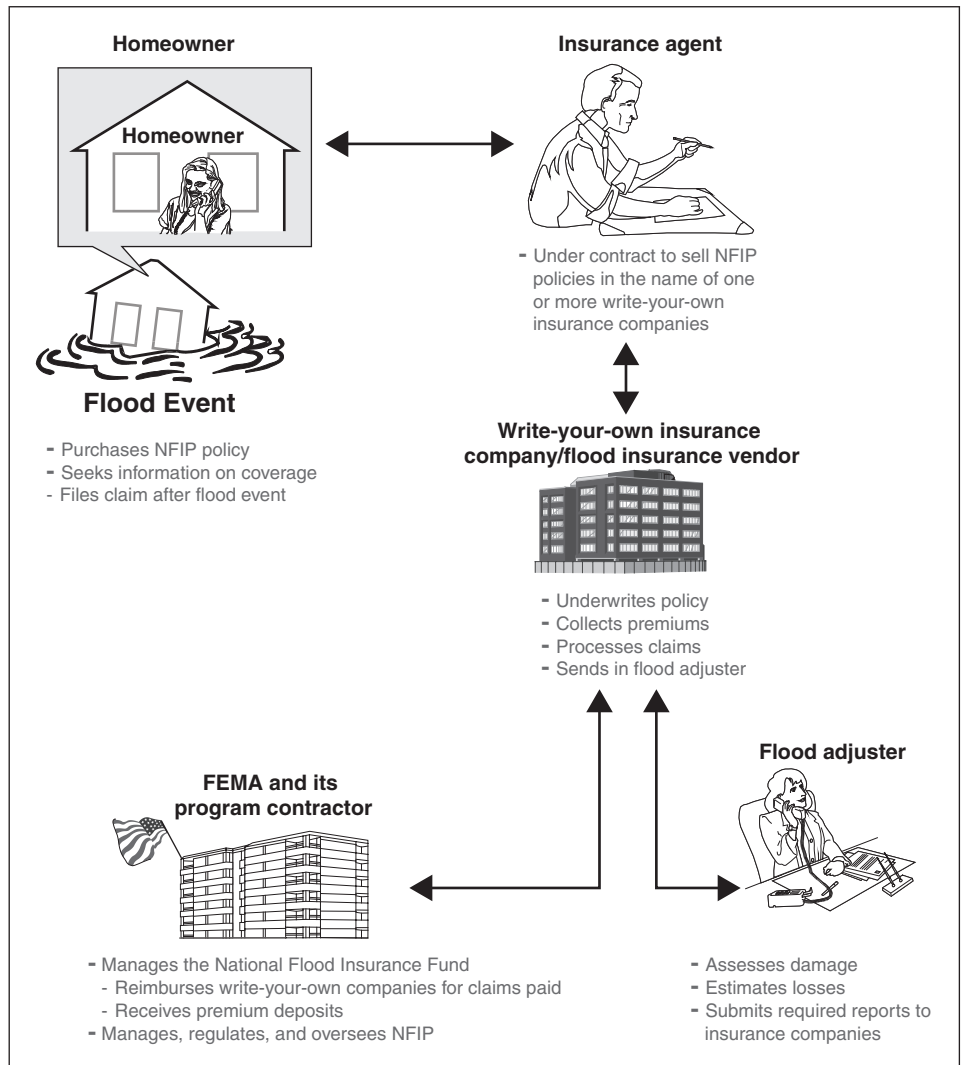 Homeowner
Homeowner
Flood Event
- Purchases NFIP policy
- Seeks information on coverage
- Files claim after flood event
Insurance agent
- Under contract to sell NFIP
policies in the name of one
or more write-your-own
insurance companies
Write-your-own insurance
company/flood insurance vendor
- Underwrites policy
- Collects premiums
- Processes claims
- Sends in flood adjuster
FEMA and its
program contractor
- Manages the National Flood Insurance Fund
- Reimburses write-your-own companies for claims paid
- Receives premium deposits
- Manages, regulates, and oversees NFIP
Flood adjuster
- Assesses damage
- Estimates losses
- Submits required reports to
insurance companies